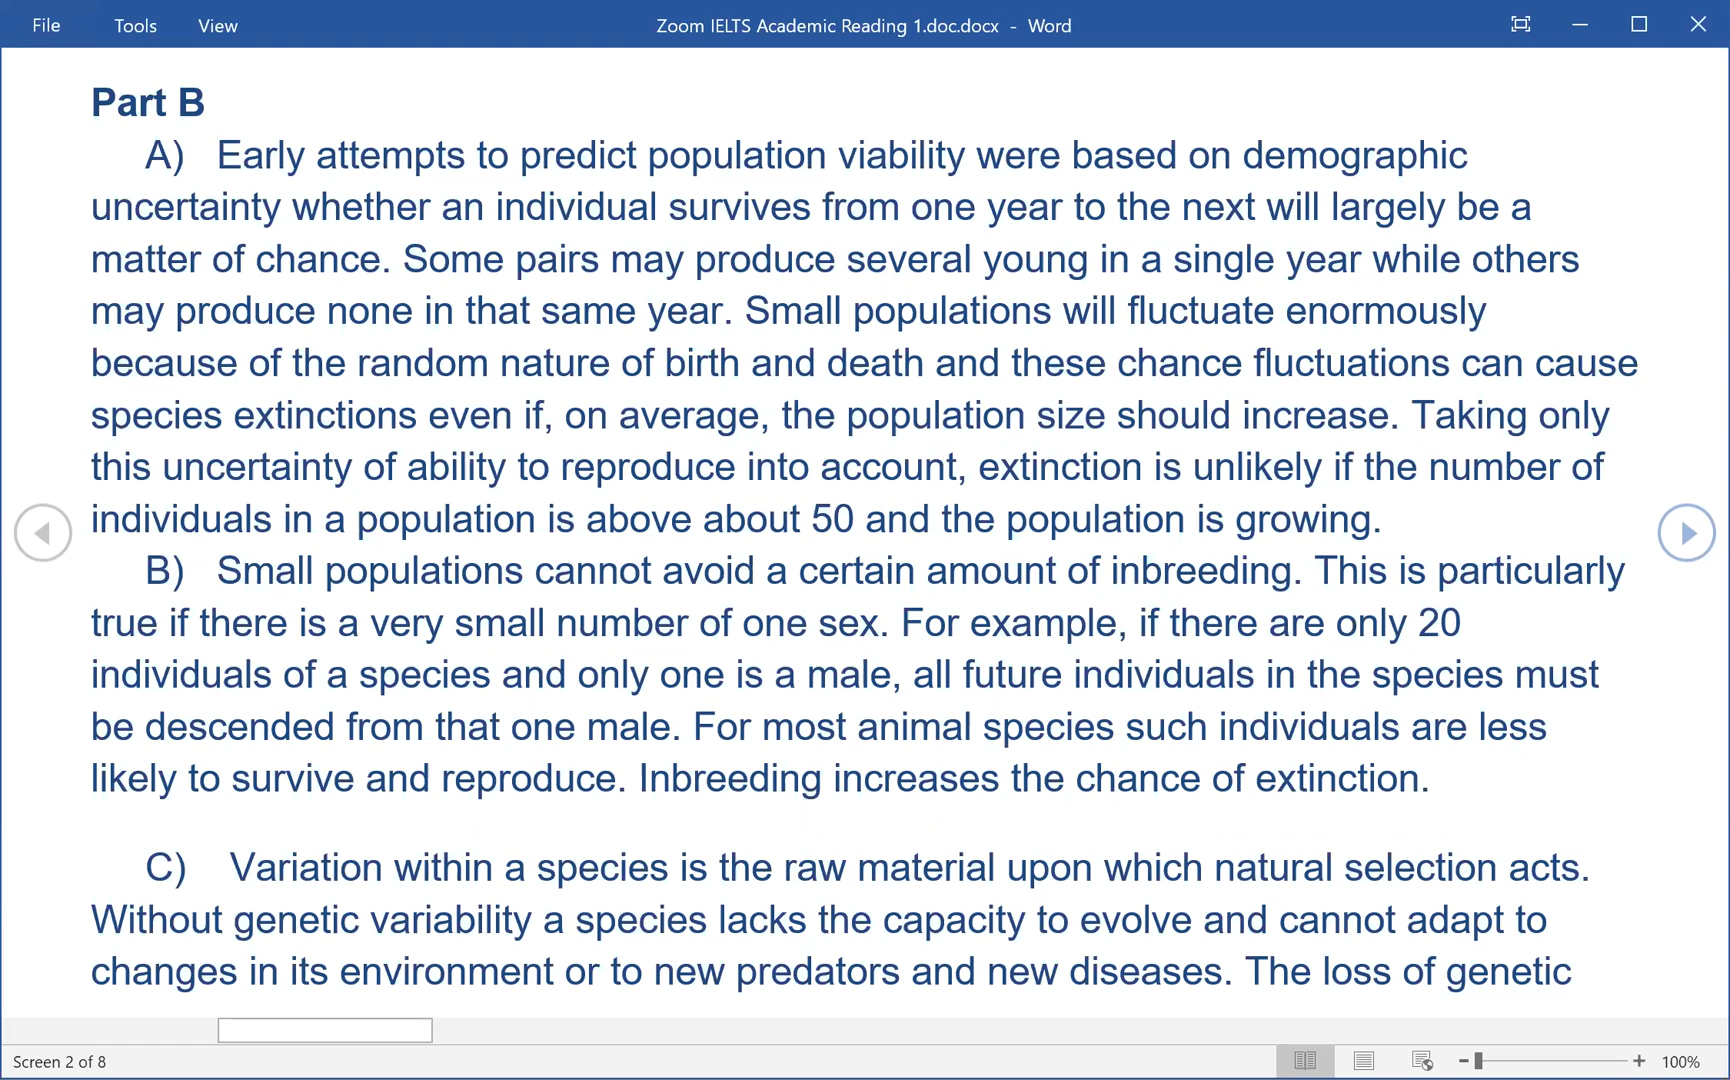 File Tools View Zoom IELTS Academic Reading 1.doc.docx - Word
Part B
A) Early attempts to predict population viability were based on demographic
uncertainty whether an individual survives from one year to the next will largely be a
matter of chance. Some pairs may produce several young in a single year while others
may produce none in that same year. Small populations will fluctuate enormously
because of the random nature of birth and death and these chance fluctuations can cause
species extinctions even if, on average, the population size should increase. Taking only
this uncertainty of ability to reproduce into account, extinction is unlikely if the number of
individuals in a population is above about 50 and the population is growing.
B) Small populations cannot avoid a certain amount of inbreeding. This is particularly
true if there is a very small number of one sex. For example, if there are only 20
individuals of a species and only one is a male, all future individuals in the species must
be descended from that one male. For most animal species such individuals are less
likely to survive and reproduce. Inbreeding increases the chance of extinction.
C) Variation within a species is the raw material upon which natural selection acts.
Without genetic variability a species lacks the capacity to evolve and cannot adapt to
changes in its environment or to new predators and new diseases. The loss of genetic
Screen 2 of 8 100%